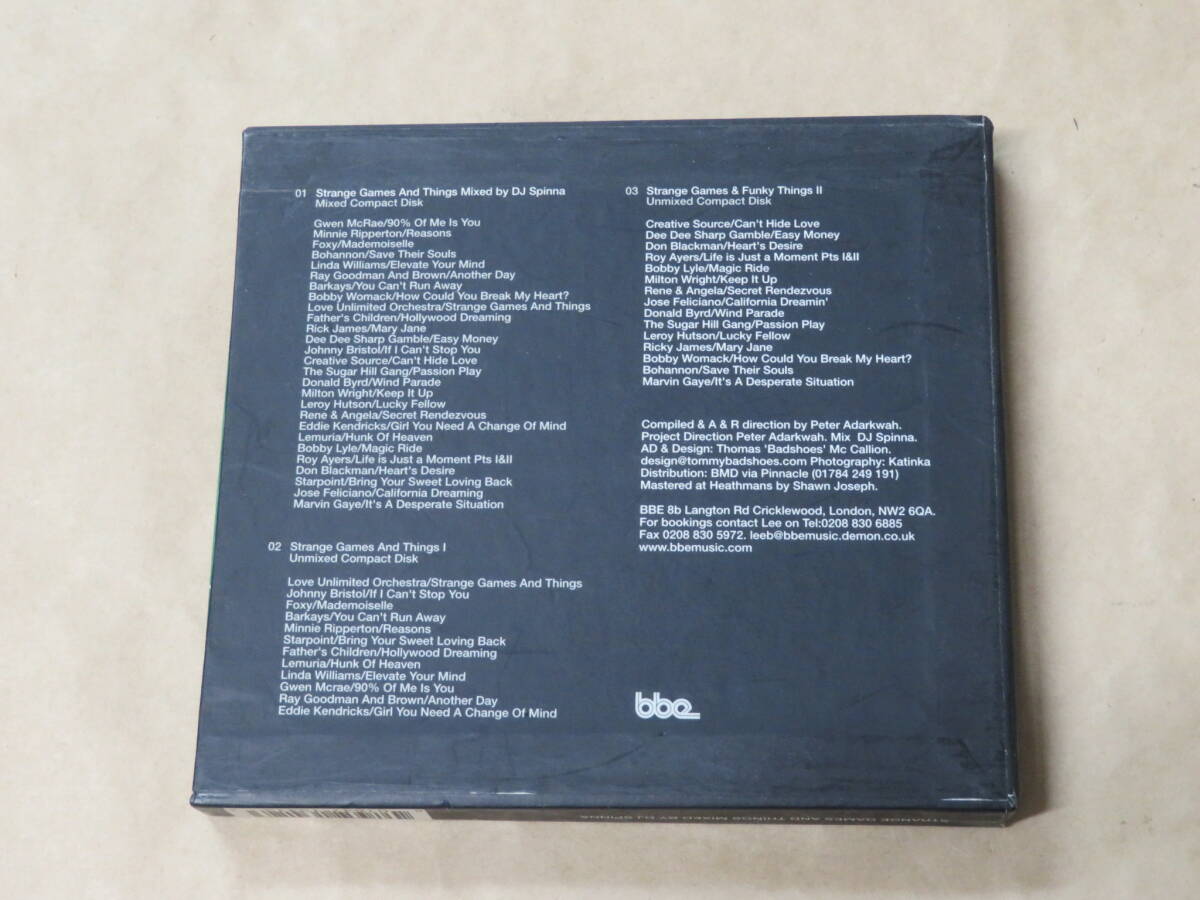 01 Strange Games And Things Mixed by DJ Spinna
Mixed Compact Disk
Gwen McRae/90% Of Me Is You
Minnie Ripperton/Reasons
Foxy/Mademoiselle
Bohannon/Save Their Souls
Linda Williams/Elevate Your Mind
Ray Goodman And Brown/Another Day
Barkays/You Can't Run Away
Bobby Womack/How Could You Break My Heart?
Love Unlimited Orchestra/Strange Games And Things
Father's Children/Hollywood Dreaming
Rick James/Mary Jane
Dee Dee Sharp Gamble/Easy Money
Johnny Bristol/If I Can't Stop You
Creative Source/Can't Hide Love
The Sugar Hill Gang/Passion Play
Donald Byrd/Wind Parade
Milton Wright/Keep It Up
Leroy Hutson/Lucky Fellow
Rene & Angela/Secret Rendezvous
Eddie Kendricks/Girl You Need A Change Of Mind
Lemuria/Hunk Of Heaven
Bobby Lyle/Magic Ride
Roy Ayers/Life is Just a Moment Pts I&II
Don Blackman/Heart's Desire
Starpoint/Bring Your Sweet Loving Back
Jose Feliciano/California Dreaming
Marvin Gaye/It's A Desperate Situation
02 Strange Games And Things I
Unmixed Compact Disk
Love Unlimited Orchestra/Strange Games And Things
Johnny Bristol/If I Can't Stop You
Foxy/Mademoiselle
Barkays/You Can't Run Away
Minnie Ripperton/Reasons
Starpoint/Bring Your Sweet Loving Back
Father's Children/Hollywood Dreaming
Lemuria/Hunk Of Heaven
Linda Williams/Elevate Your Mind
Gwen Mcrae/90% Of Me Is You
Ray Goodman And Brown/Another Day
Eddie Kendricks/Girl You Need A Change Of Mind
03 Strange Games & Funky Things II
Unmixed Compact Disk
Creative Source/Can't Hide Love
Dee Dee Sharp Gamble/Easy Money
Don Blackman/Heart's Desire
Roy Ayers/Life is Just a Moment Pts I&II
Bobby Lyle/Magic Ride
Milton Wright/Keep It Up
Rene & Angela/Secret Rendezvous
Jose Feliciano/California Dreamin'
Donald Byrd/Wind Parade
The Sugar Hill Gang/Passion Play
Leroy Hutson/Lucky Fellow
Ricky James/Mary Jane
Bobby Womack/How Could You Break My Heart?
Bohannon/Save Their Souls
Marvin Gaye/It's A Desperate Situation
Compiled & A & R direction by Peter Adarkwah.
Project Direction Peter Adarkwah. Mix DJ Spinna.
AD & Design: Thomas 'Badshoes' Mc Callion.
design@tommybadshoes.com Photography: Katinka
Distribution: BMD via Pinnacle (01784 249 191)
Mastered at Heathmans by Shawn Joseph.
BBE 8b Langton Rd Cricklewood, London, NW2 6QA.
For bookings contact Lee on Tel:0208 830 6885
Fax 0208 830 5972. leeb@bbemusic.demon.co.uk
www.bbemusic.com
bbe
STRANGE GAMES AND THINGS MIXED BY DJ SPINNA